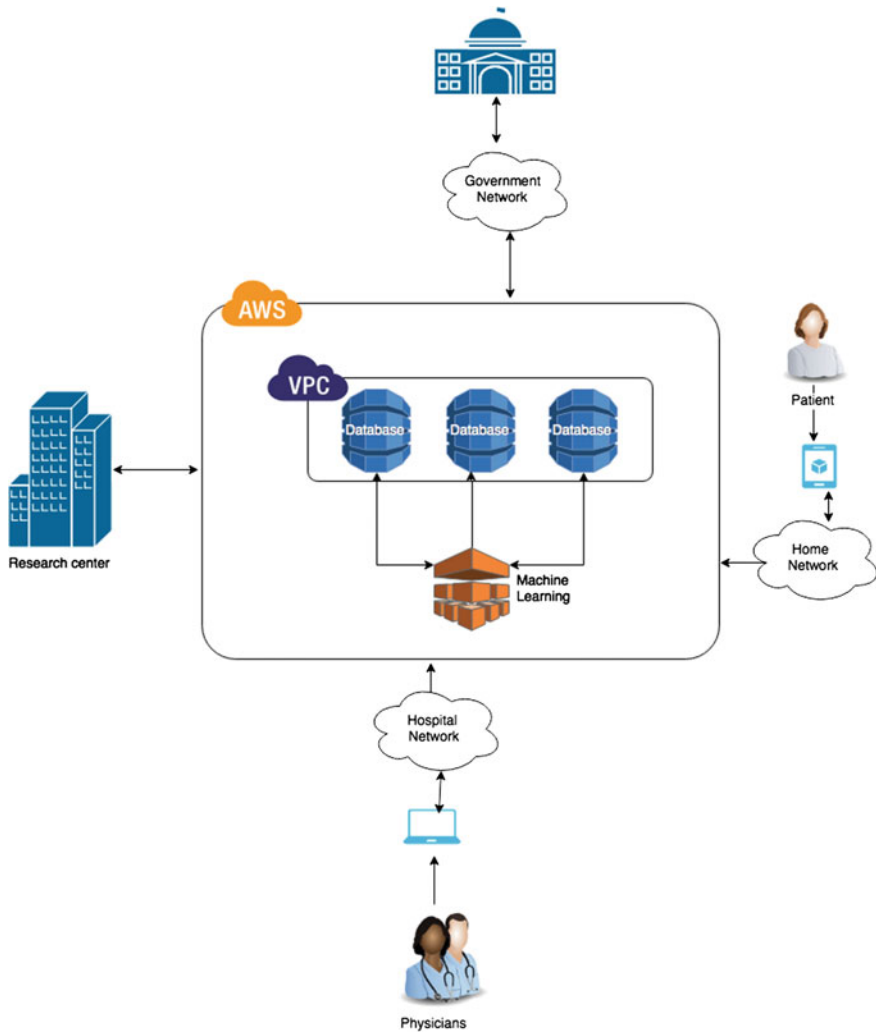 Government
Network
AWS
VPC
Database
Database
Database
Patient
Research center
Machine
Learning
Home
Network
Hospital
Network
Physicians